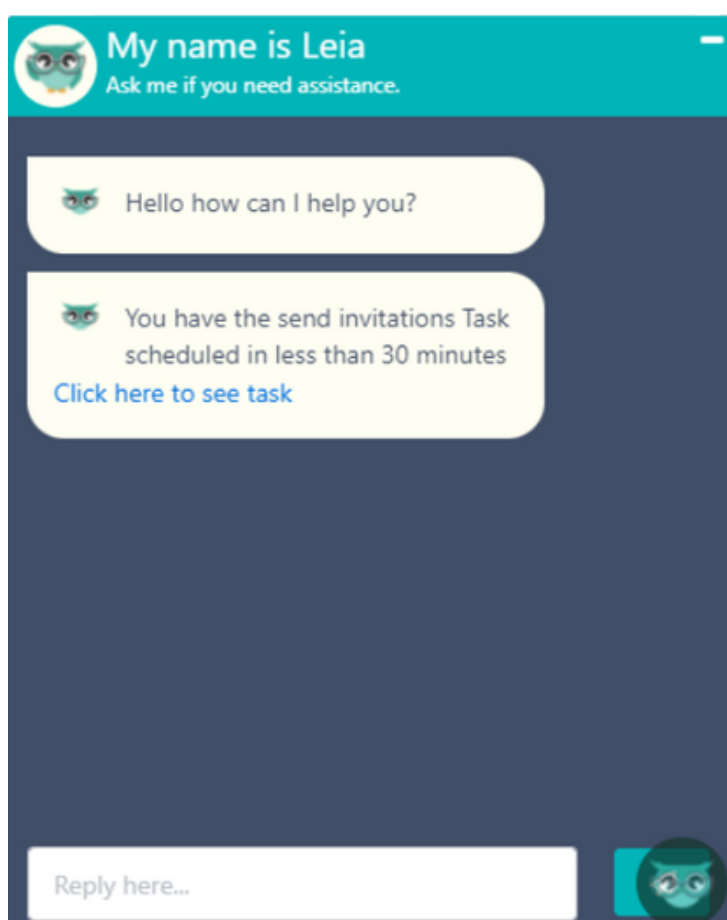 My name is Leia
Ask me if you need assistance.
Hello how can I help you?
You have the send invitations Task
scheduled in less than 30 minutes
Click here to see task
Reply here...